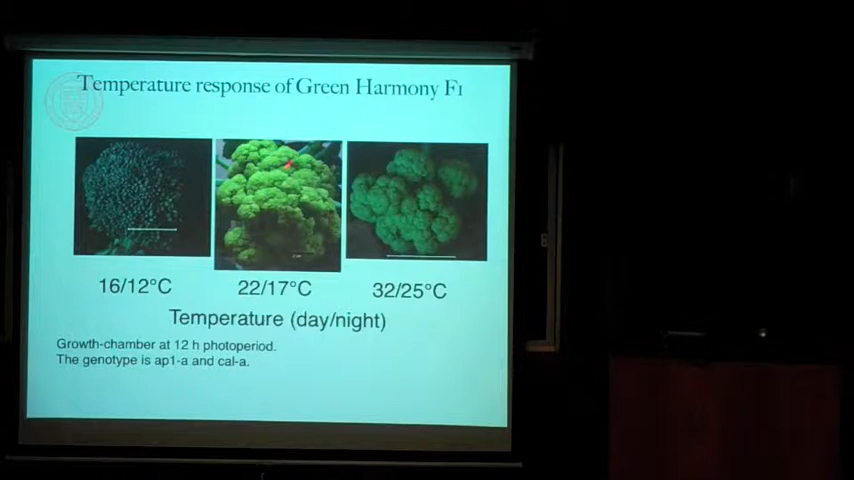 Temperature response of Green Harmony F1
16/12°C
22/17°C
32/25°C
Temperature (day/night)
Growth-chamber at 12 h photoperiod.
The genotype is ap1-a and cal-a.